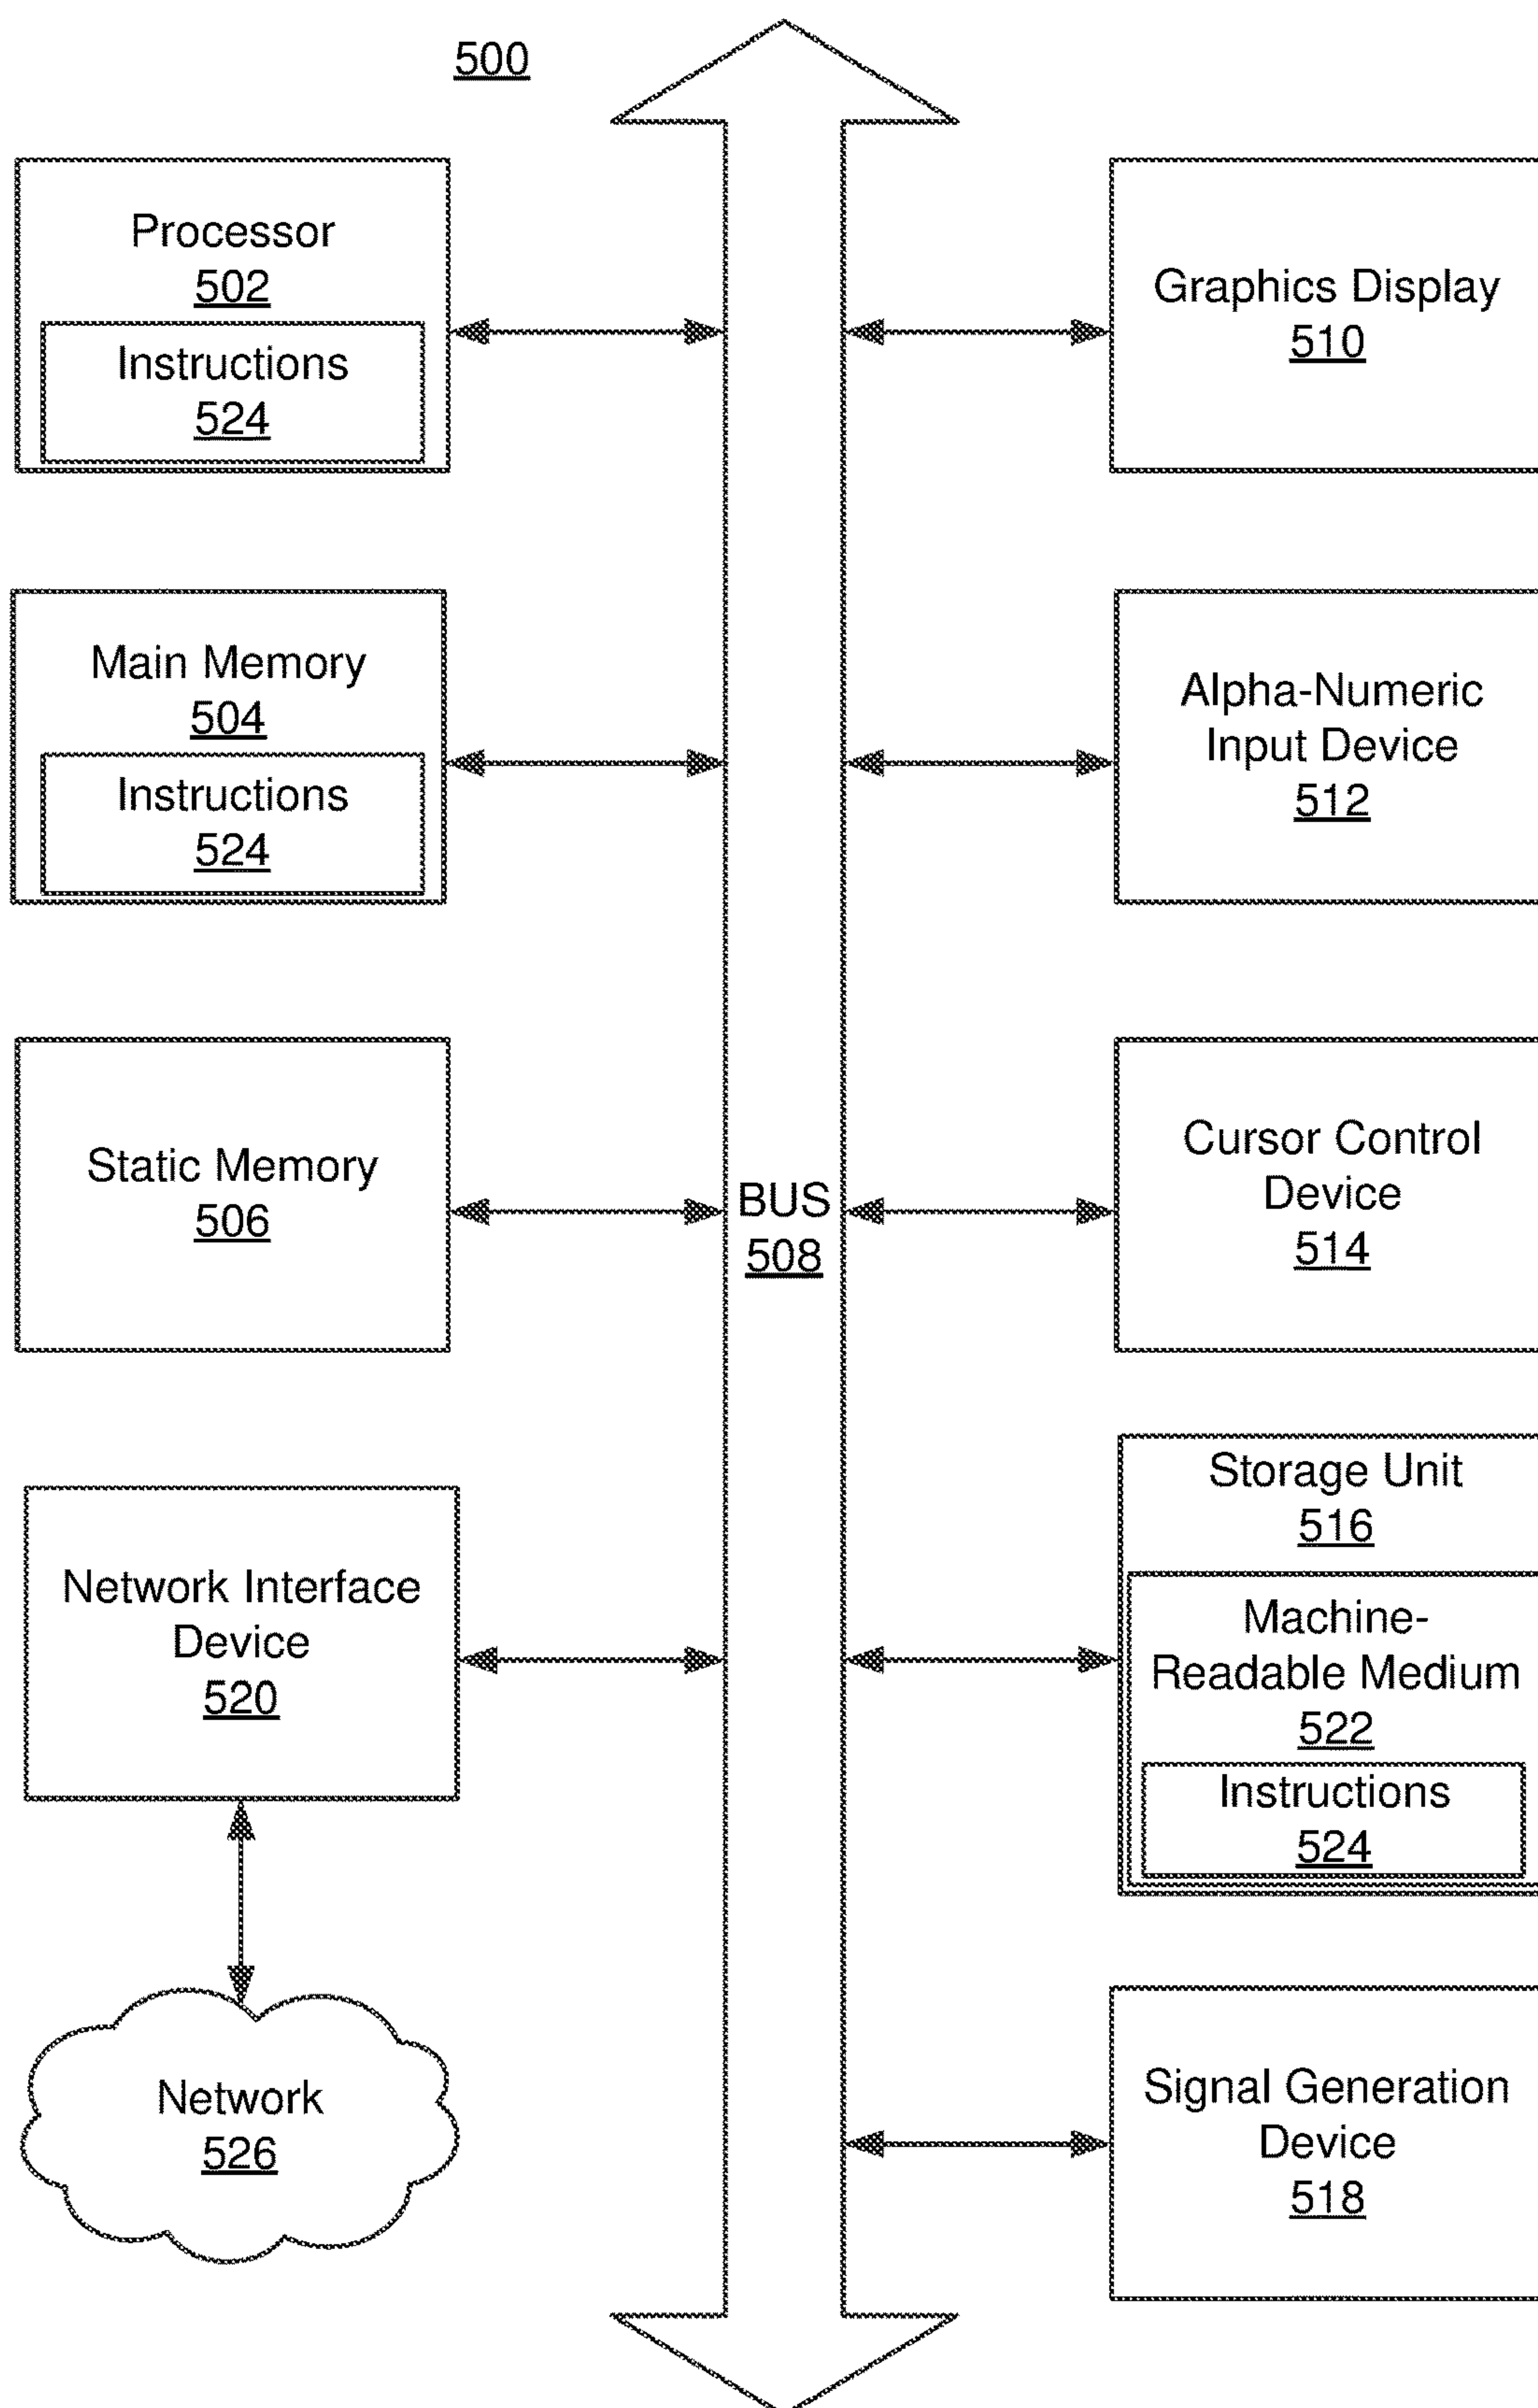 500
Processor
502
Instructions
524
Main Memory
504
Instructions
524
Static Memory
506
Network Interface
Device
520
Network
526
BUS
508
Graphics Display
510
Alpha-Numeric
Input Device
512
Cursor Control
Device
514
Storage Unit
516
Machine-
Readable Medium
522
Instructions
524
Signal Generation
Device
518